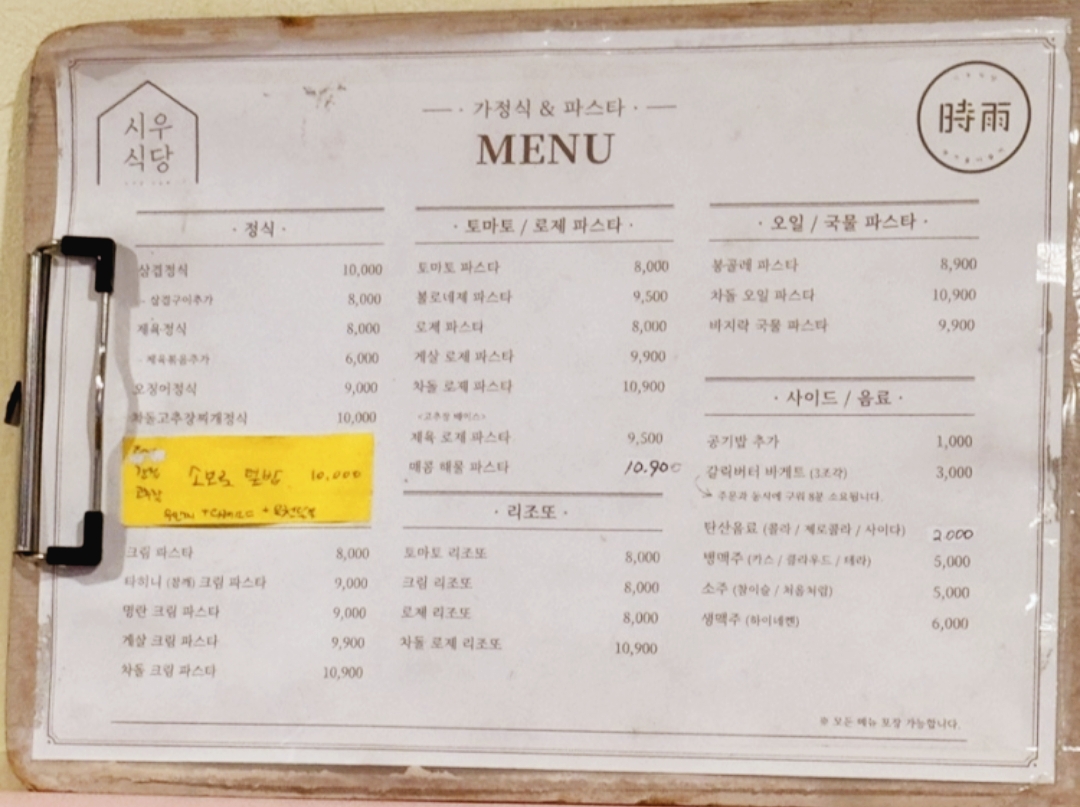 시우
식당
가정식 & 파스타
MENU
時雨
· 정식 ·
삼겹정식 10,000
- 삼겹구이추가 8,000
제육정식 8,000
- 제육볶음추가 6,000
오징어정식 9,000
차돌고추장찌개정식 10,000
소보로 덮밥 10,000
크림 파스타 8,000
타히니 (참깨) 크림 파스타 9,000
명란 크림 파스타 9,000
게살 크림 파스타 9,900
차돌 크림 파스타 10,900
· 토마토 / 로제 파스타 ·
토마토 파스타 8,000
볼로네제 파스타 9,500
로제 파스타 8,000
게살 로제 파스타 9,900
차돌 로제 파스타 10,900
<고추장 베이스>
제육 로제 파스타 9,500
매콤 해물 파스타 10.900
· 리조또 ·
토마토 리조또 8,000
크림 리조또 8,000
로제 리조또 8,000
차돌 로제 리조또 10,900
· 오일 / 국물 파스타 ·
봉골레 파스타 8,900
차돌 오일 파스타 10,900
바지락 국물 파스타 9,900
· 사이드 / 음료 ·
공기밥 추가 1,000
갈릭버터 바게트 (3조각) 3,000
주문과 동시에 구워 8분 소요됩니다.
탄산음료 (콜라 / 제로콜라 / 사이다) 2.000
병맥주 (카스 / 클라우드 / 테라) 5,000
소주 (참이슬 / 처음처럼) 5,000
생맥주 (하이네켄) 6,000
※ 모든 메뉴 포장 가능합니다.